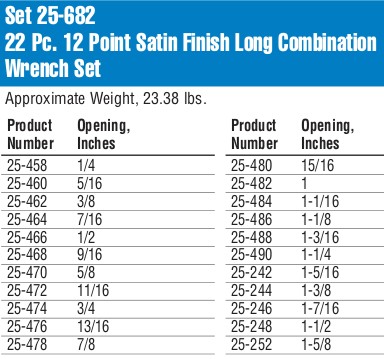 Set 25-682
22 Pc. 12 Point Satin Finish Long Combination
Wrench Set
Approximate Weight, 23.38 lbs.
Product Opening,
Number Inches
25-458 1/4
25-460 5/16
25-462 3/8
25-464 7/16
25-466 1/2
25-468 9/16
25-470 5/8
25-472 11/16
25-474 3/4
25-476 13/16
25-478 7/8
Product Opening,
Number Inches
25-480 15/16
25-482 1
25-484 1-1/16
25-486 1-1/8
25-488 1-3/16
25-490 1-1/4
25-242 1-5/16
25-244 1-3/8
25-246 1-7/16
25-248 1-1/2
25-252 1-5/8